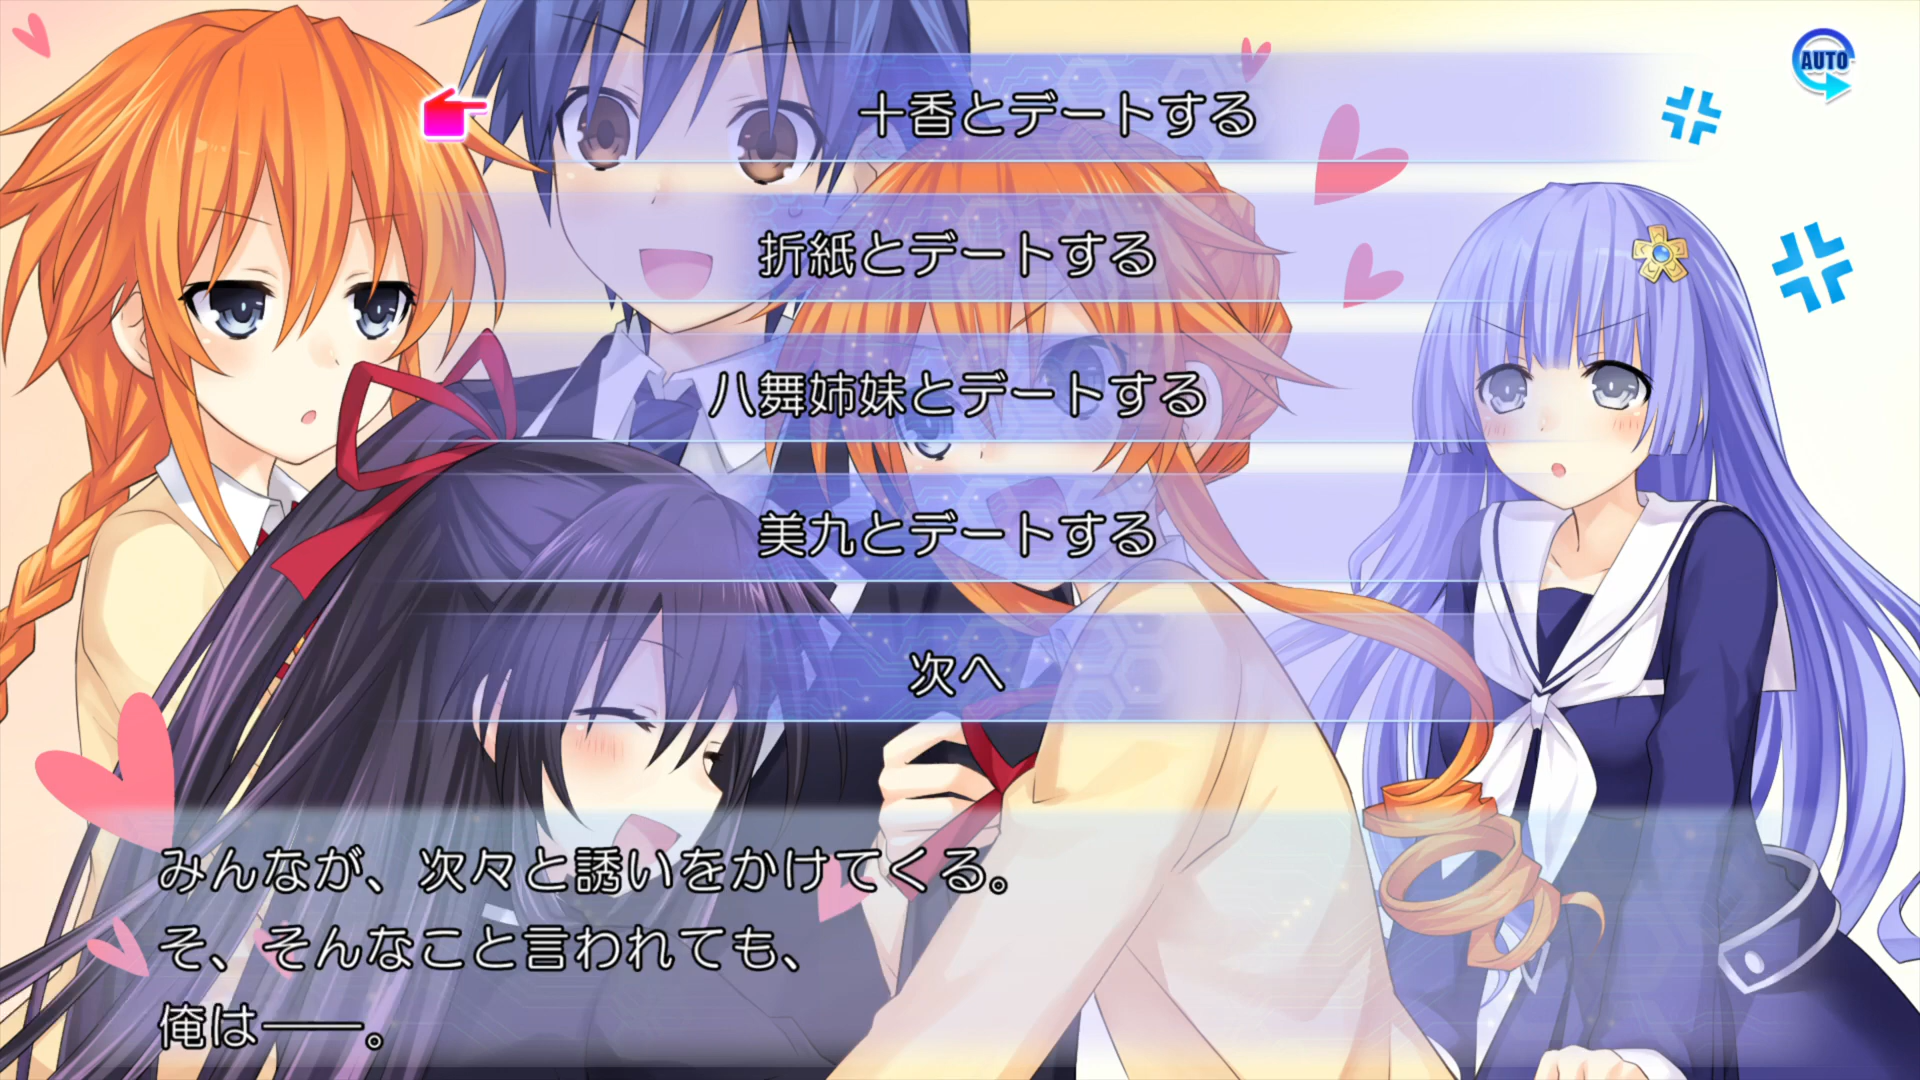 AUTO
十香とデートする
折紙とデートする
八舞姉妹とデートする
美九とデートする
次へ
みんなが、次々と誘いをかけてくる。
そ、そんなこと言われても、
俺は――。